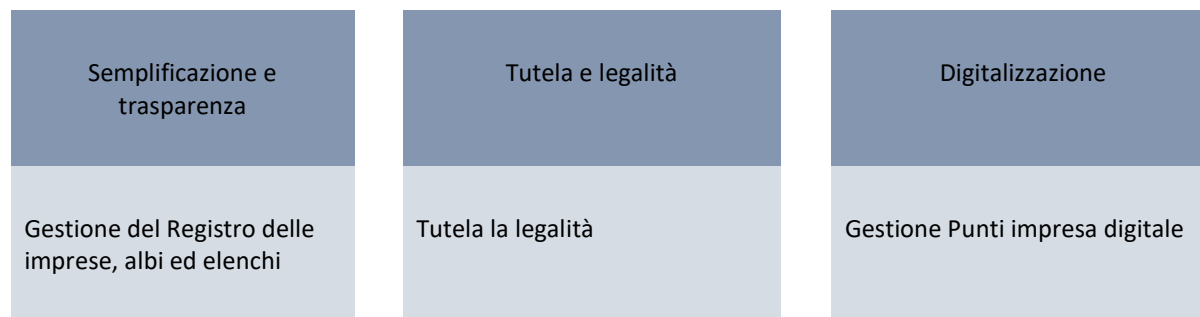 Semplificazione e
trasparenza
Gestione del Registro delle
imprese, albi ed elenchi
Tutela e legalità
Tutela la legalità
Digitalizzazione
Gestione Punti impresa digitale